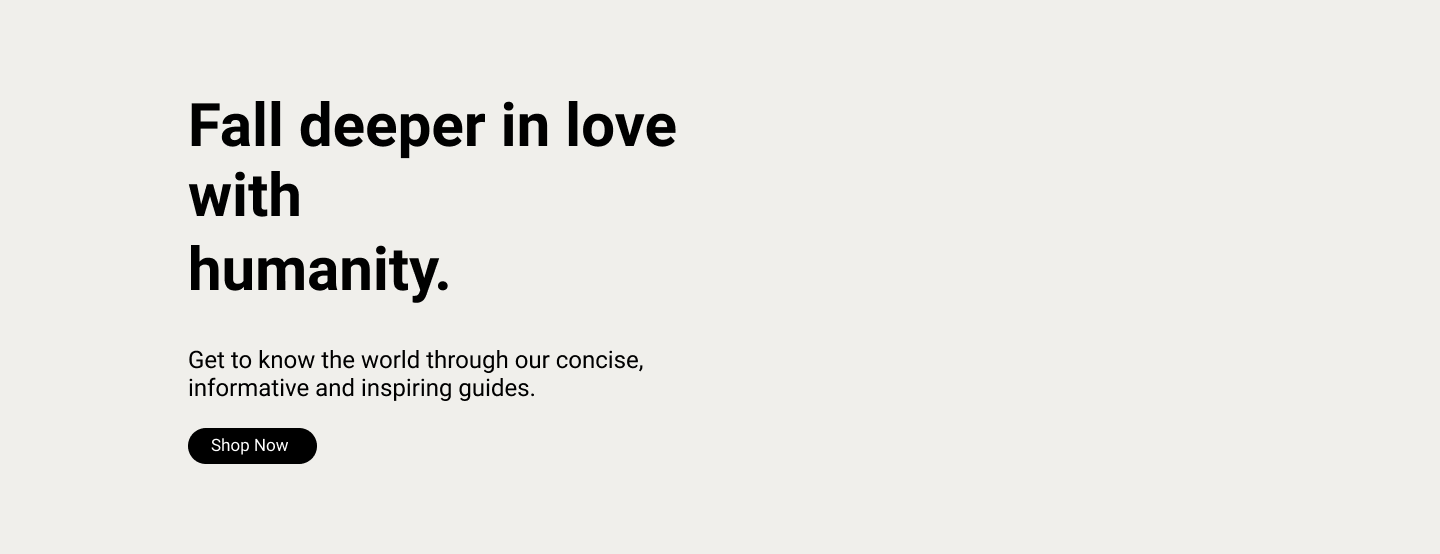 Fall deeper in love
with
humanity.
Get to know the world through our concise,
informative and inspiring guides.
Shop Now